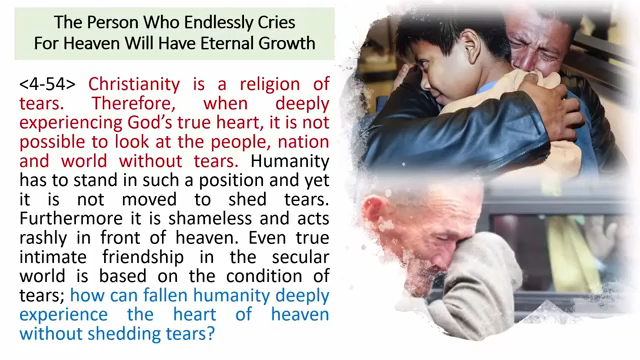 The Person Who Endlessly Cries
For Heaven Will Have Eternal Growth
<4-54> Christianity is a religion of
tears. Therefore, when deeply
experiencing God's true heart, it is not
possible to look at the people, nation
and world without tears. Humanity
has to stand in such a position and yet
it is not moved to shed tears.
Furthermore it is shameless and acts
rashly in front of heaven. Even true
intimate friendship in the secular
world is based on the condition of
tears; how can fallen humanity deeply
experience the heart of heaven
without shedding tears?